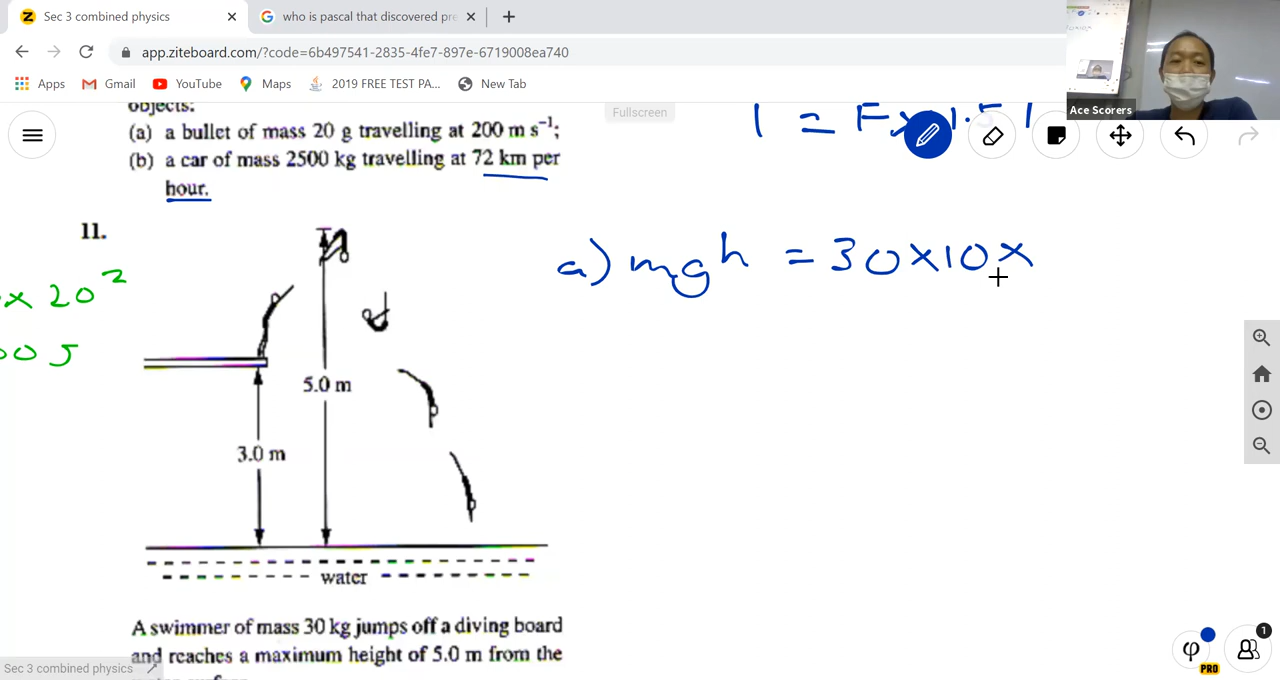 Sec 3 combined physics
who is pascal that discovered pre
app.ziteboard.com/?code=6b497541-2835-4fe7-897e-6719008ea740
Apps
Gmail
YouTube
Maps
2019 FREE TEST PA...
New Tab
Ace Scorers
Fullscreen
objects:
(a) a bullet of mass 20 g travelling at 200 m s⁻¹;
(b) a car of mass 2500 kg travelling at 72 km per
hour.
11.
x 20²
a) mgh = 30×10×
5.0 m
3.0 m
water
A swimmer of mass 30 kg jumps off a diving board
and reaches a maximum height of 5.0 m from the
Sec 3 combined physics
PRO
1